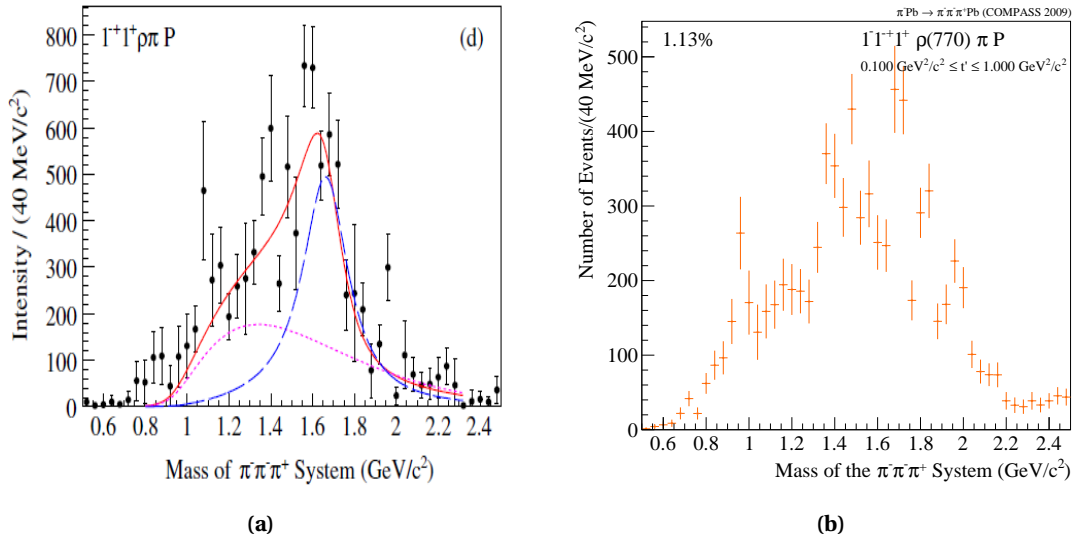 1⁻⁺1⁺ρπ P
(d)
Intensity / (40 MeV/c²)
800
700
600
500
400
300
200
100
0
0.6 0.8 1 1.2 1.4 1.6 1.8 2 2.2 2.4
Mass of π⁻π⁻π⁺ System (GeV/c²)
(a)
π⁻Pb → π⁻π⁻π⁺Pb (COMPASS 2009)
1.13%
1⁻1⁻⁺1⁺ ρ(770) π P
0.100 GeV²/c² ≤ t' ≤ 1.000 GeV²/c²
Number of Events/(40 MeV/c²)
500
400
300
200
100
0
0.6 0.8 1 1.2 1.4 1.6 1.8 2 2.2 2.4
Mass of the π⁻π⁻π⁺ System (GeV/c²)
(b)